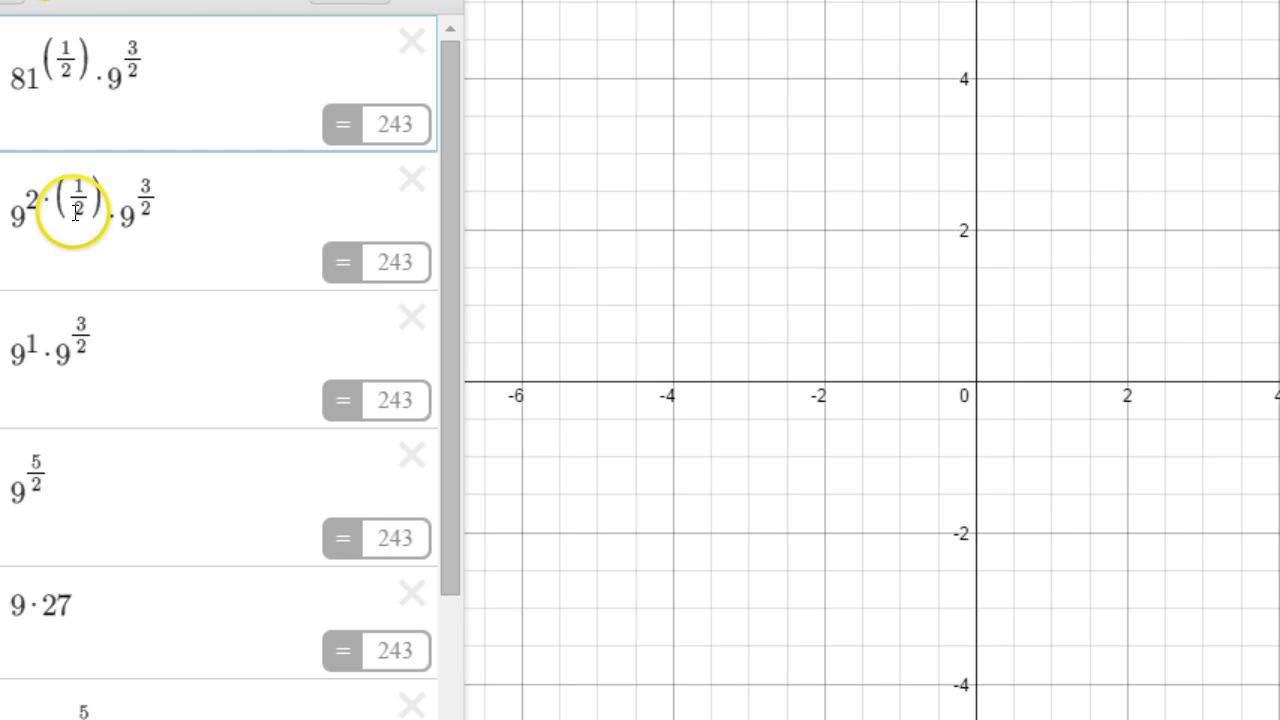 81^(1/2) · 9^3/2
= 243
9^2·(1/2) · 9^3/2
= 243
9^1 · 9^3/2
= 243
9^5/2
= 243
9 · 27
= 243
5
4
2
-6 -4 -2 0 2 4
-2
-4